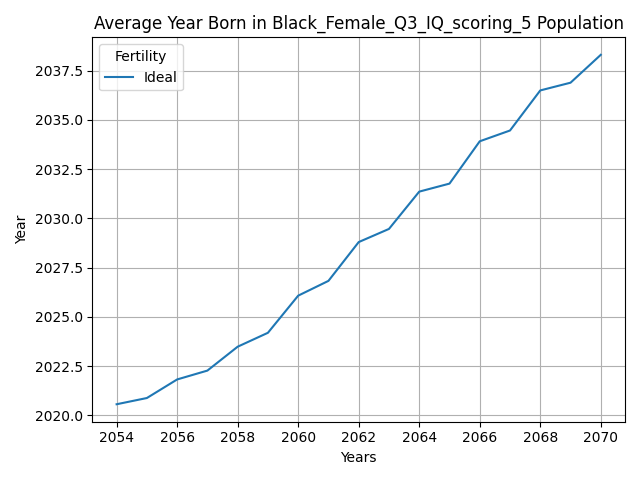 Average Year Born in Black_Female_Q3_IQ_scoring_5 Population
Fertility
Ideal
Year
2037.5
2035.0
2032.5
2030.0
2027.5
2025.0
2022.5
2020.0
2054 2056 2058 2060 2062 2064 2066 2068 2070
Years